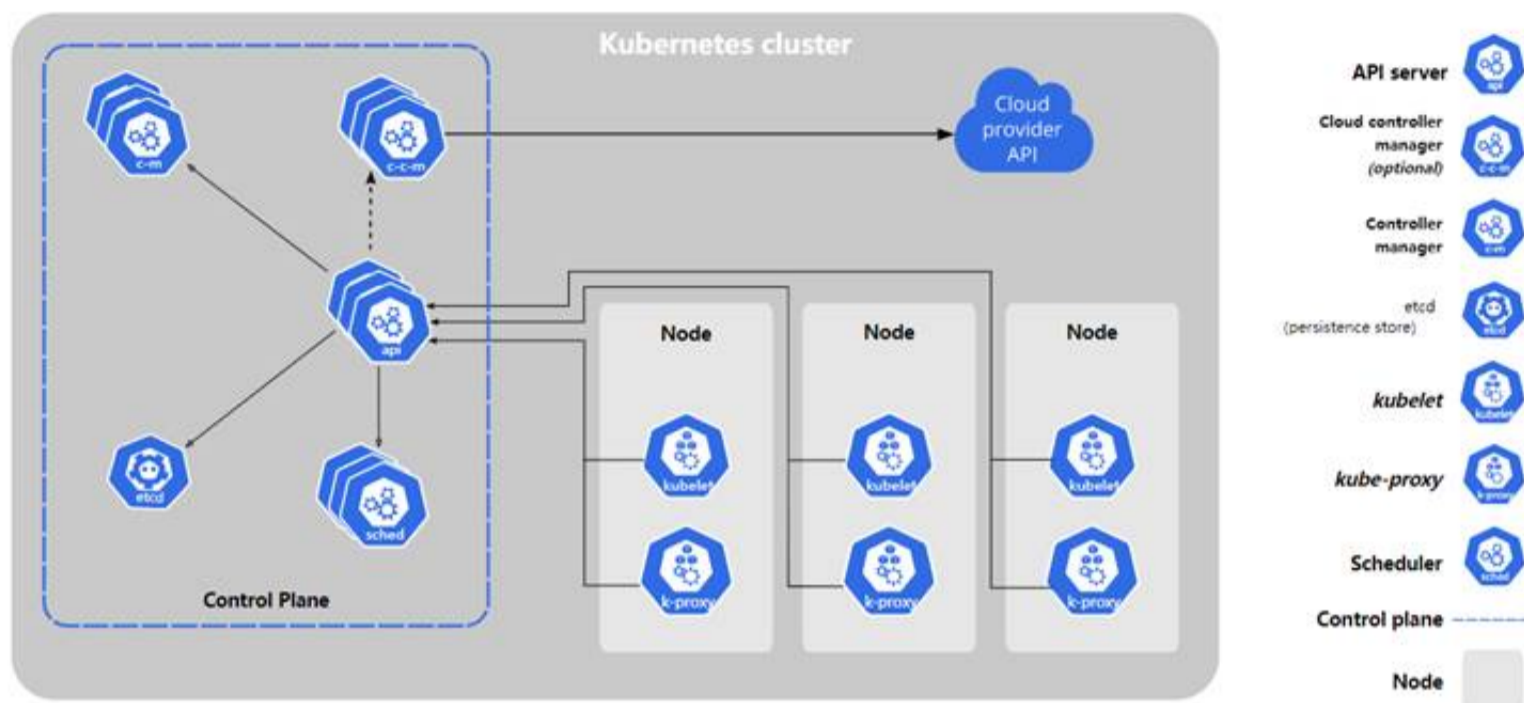 Kubernetes cluster
c-m
c-c-m
Cloud
provider
API
api
etcd
sched
Control Plane
Node
kubelet
k-proxy
Node
kubelet
k-proxy
Node
kubelet
k-proxy
API server
api
Cloud controller
manager
(optional)
c-c-m
Controller
manager
c-m
etcd
(persistence store)
etcd
kubelet
kubelet
kube-proxy
k-proxy
Scheduler
sched
Control plane
Node